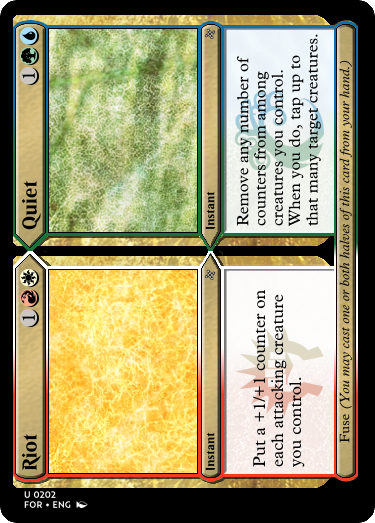 Riot 1
Instant
Put a +1/+1 counter on
each attacking creature
you control.
Quiet 1
Instant
Remove any number of
counters from among
creatures you control.
When you do, tap up to
that many target creatures.
Fuse (You may cast one or both halves of this card from your hand.)
U 0202
FOR • ENG